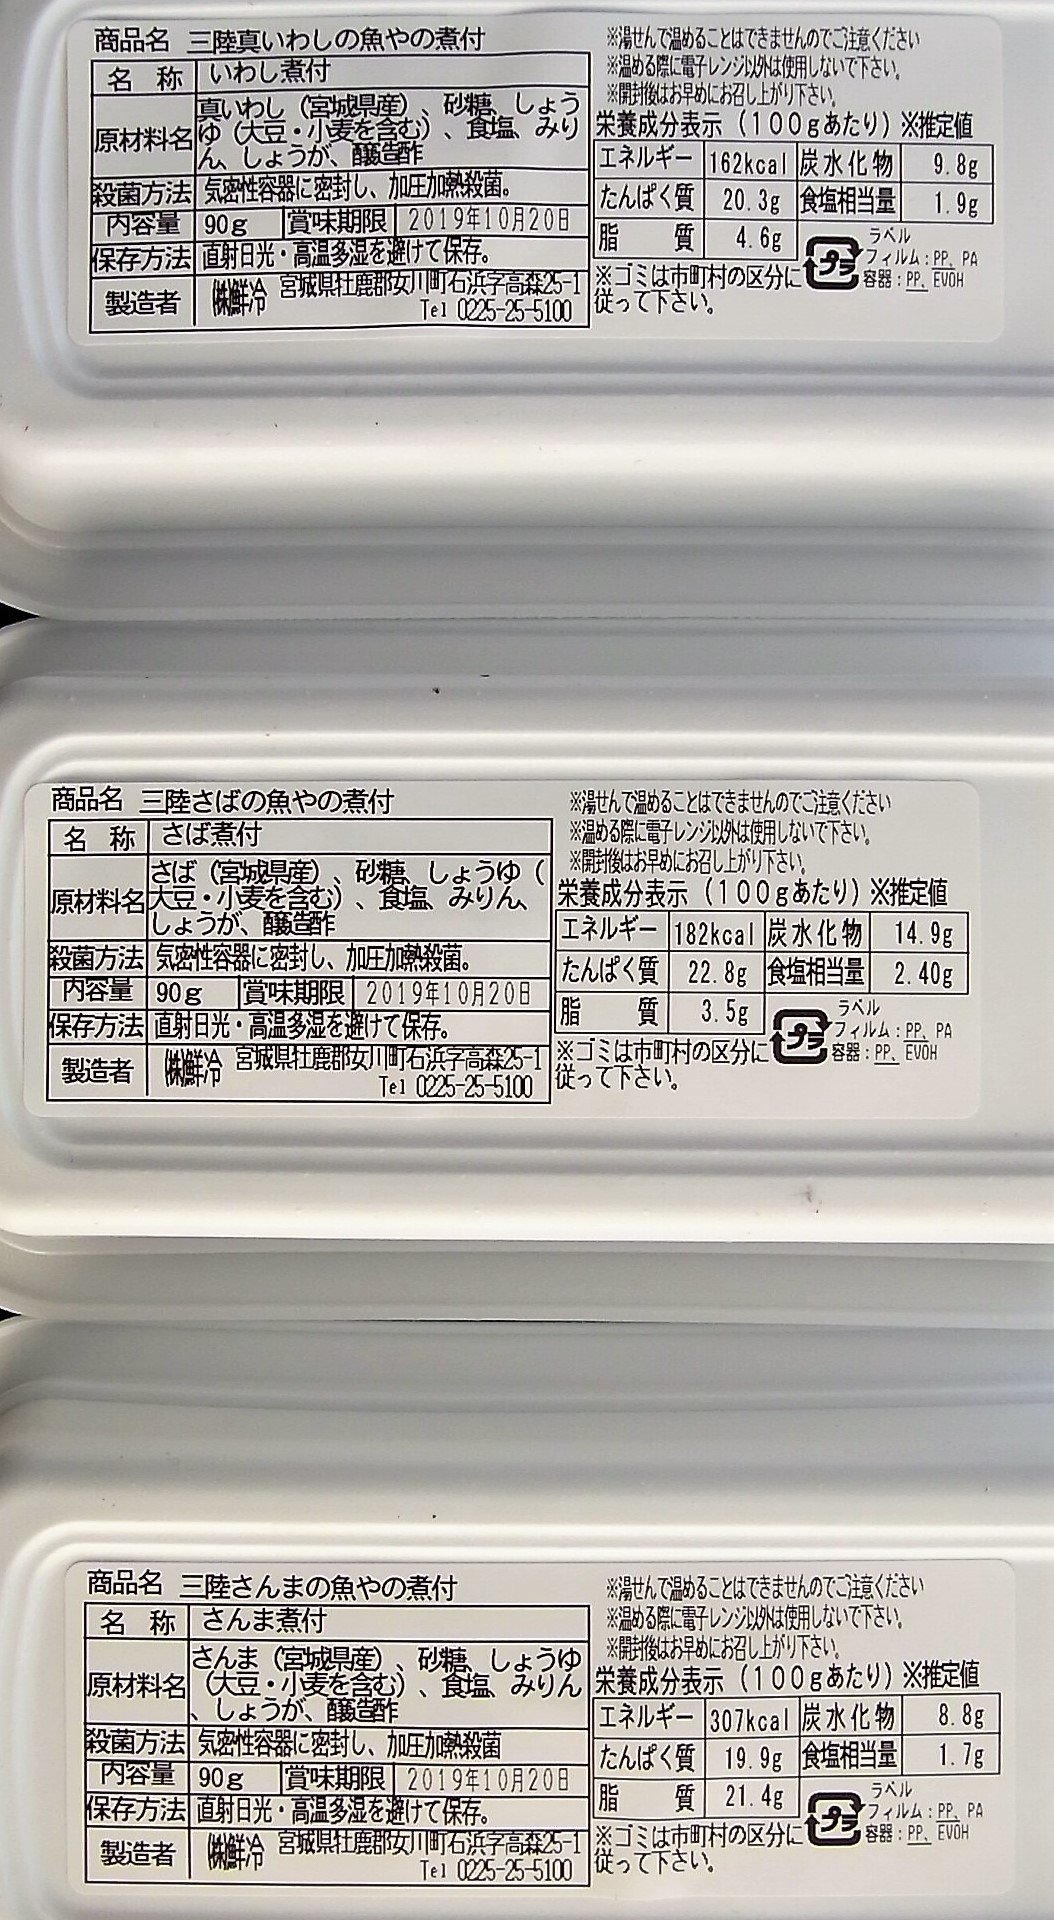 商品名 三陸真いわしの魚やの煮付
名 称 いわし煮付
原材料名 真いわし（宮城県産）、砂糖、しょう
ゆ（大豆・小麦を含む）、食塩、みり
ん、しょうが、醸造酢
殺菌方法 気密性容器に密封し、加圧加熱殺菌。
内容量 90g 賞味期限 2019年10月20日
保存方法 直射日光・高温多湿を避けて保存。
製造者 ㈱鮮冷 宮城県牡鹿郡女川町石浜字高森25-1
Tel 0225-25-5100
※湯せんで温めることはできませんのでご注意ください
※温める際に電子レンジ以外は使用しないで下さい。
※開封後はお早めにお召し上がり下さい。
栄養成分表示（100gあたり）※推定値
エネルギー 162kcal 炭水化物 9.8g
たんぱく質 20.3g 食塩相当量 1.9g
脂 質 4.6g
プラ
ラベル
フィルム：PP、PA
容器：PP、EVOH
※ゴミは市町村の区分に
従って下さい。
商品名 三陸さばの魚やの煮付
名 称 さば煮付
原材料名 さば（宮城県産）、砂糖、しょうゆ（
大豆・小麦を含む）、食塩、みりん、
しょうが、醸造酢
殺菌方法 気密性容器に密封し、加圧加熱殺菌。
内容量 90g 賞味期限 2019年10月20日
保存方法 直射日光・高温多湿を避けて保存。
製造者 ㈱鮮冷 宮城県牡鹿郡女川町石浜字高森25-1
Tel 0225-25-5100
※湯せんで温めることはできませんのでご注意ください
※温める際に電子レンジ以外は使用しないで下さい。
※開封後はお早めにお召し上がり下さい。
栄養成分表示（100gあたり）※推定値
エネルギー 182kcal 炭水化物 14.9g
たんぱく質 22.8g 食塩相当量 2.40g
脂 質 3.5g
プラ
ラベル
フィルム：PP、PA
容器：PP、EVOH
※ゴミは市町村の区分に
従って下さい。
商品名 三陸さんまの魚やの煮付
名 称 さんま煮付
原材料名 さんま（宮城県産）、砂糖、しょうゆ
（大豆・小麦を含む）、食塩、みりん
、しょうが、醸造酢
殺菌方法 気密性容器に密封し、加圧加熱殺菌
内容量 90g 賞味期限 2019年10月20日
保存方法 直射日光・高温多湿を避けて保存。
製造者 ㈱鮮冷 宮城県牡鹿郡女川町石浜字高森25-1
Tel 0225-25-5100
※湯せんで温めることはできませんのでご注意ください
※温める際に電子レンジ以外は使用しないで下さい。
※開封後はお早めにお召し上がり下さい。
栄養成分表示（100gあたり）※推定値
エネルギー 307kcal 炭水化物 8.8g
たんぱく質 19.9g 食塩相当量 1.7g
脂 質 21.4g
プラ
ラベル
フィルム：PP、PA
容器：PP、EVOH
※ゴミは市町村の区分に
従って下さい。